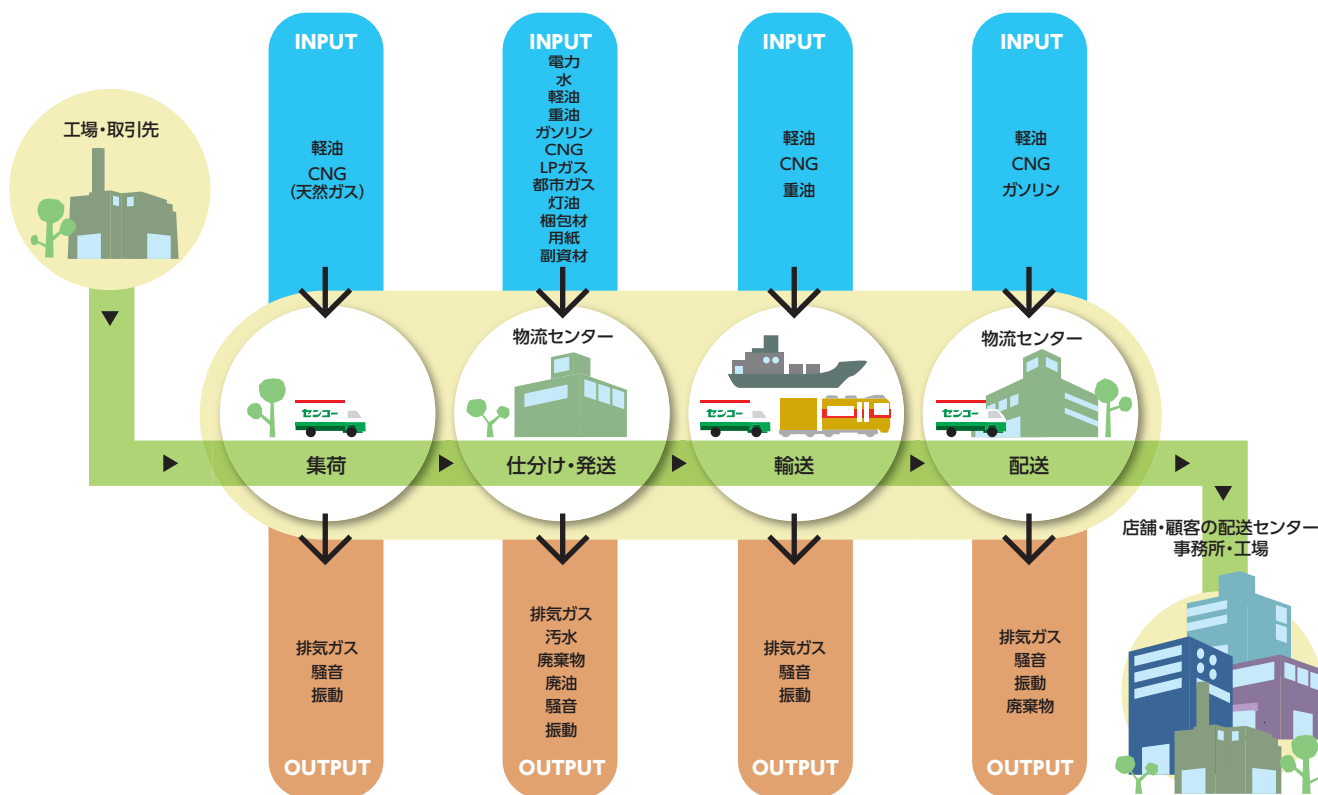 工場・取引先
INPUT
軽油
CNG
(天然ガス)
INPUT
電力
水
軽油
重油
ガソリン
CNG
LPガス
都市ガス
灯油
梱包材
用紙
副資材
INPUT
軽油
CNG
重油
INPUT
軽油
CNG
ガソリン
センコー
集荷
物流センター
仕分け・発送
センコー
輸送
物流センター
センコー
配送
店舗・顧客の配送センター
事務所・工場
排気ガス
騒音
振動
OUTPUT
排気ガス
汚水
廃棄物
廃油
騒音
振動
OUTPUT
排気ガス
騒音
振動
OUTPUT
排気ガス
騒音
振動
廃棄物
OUTPUT